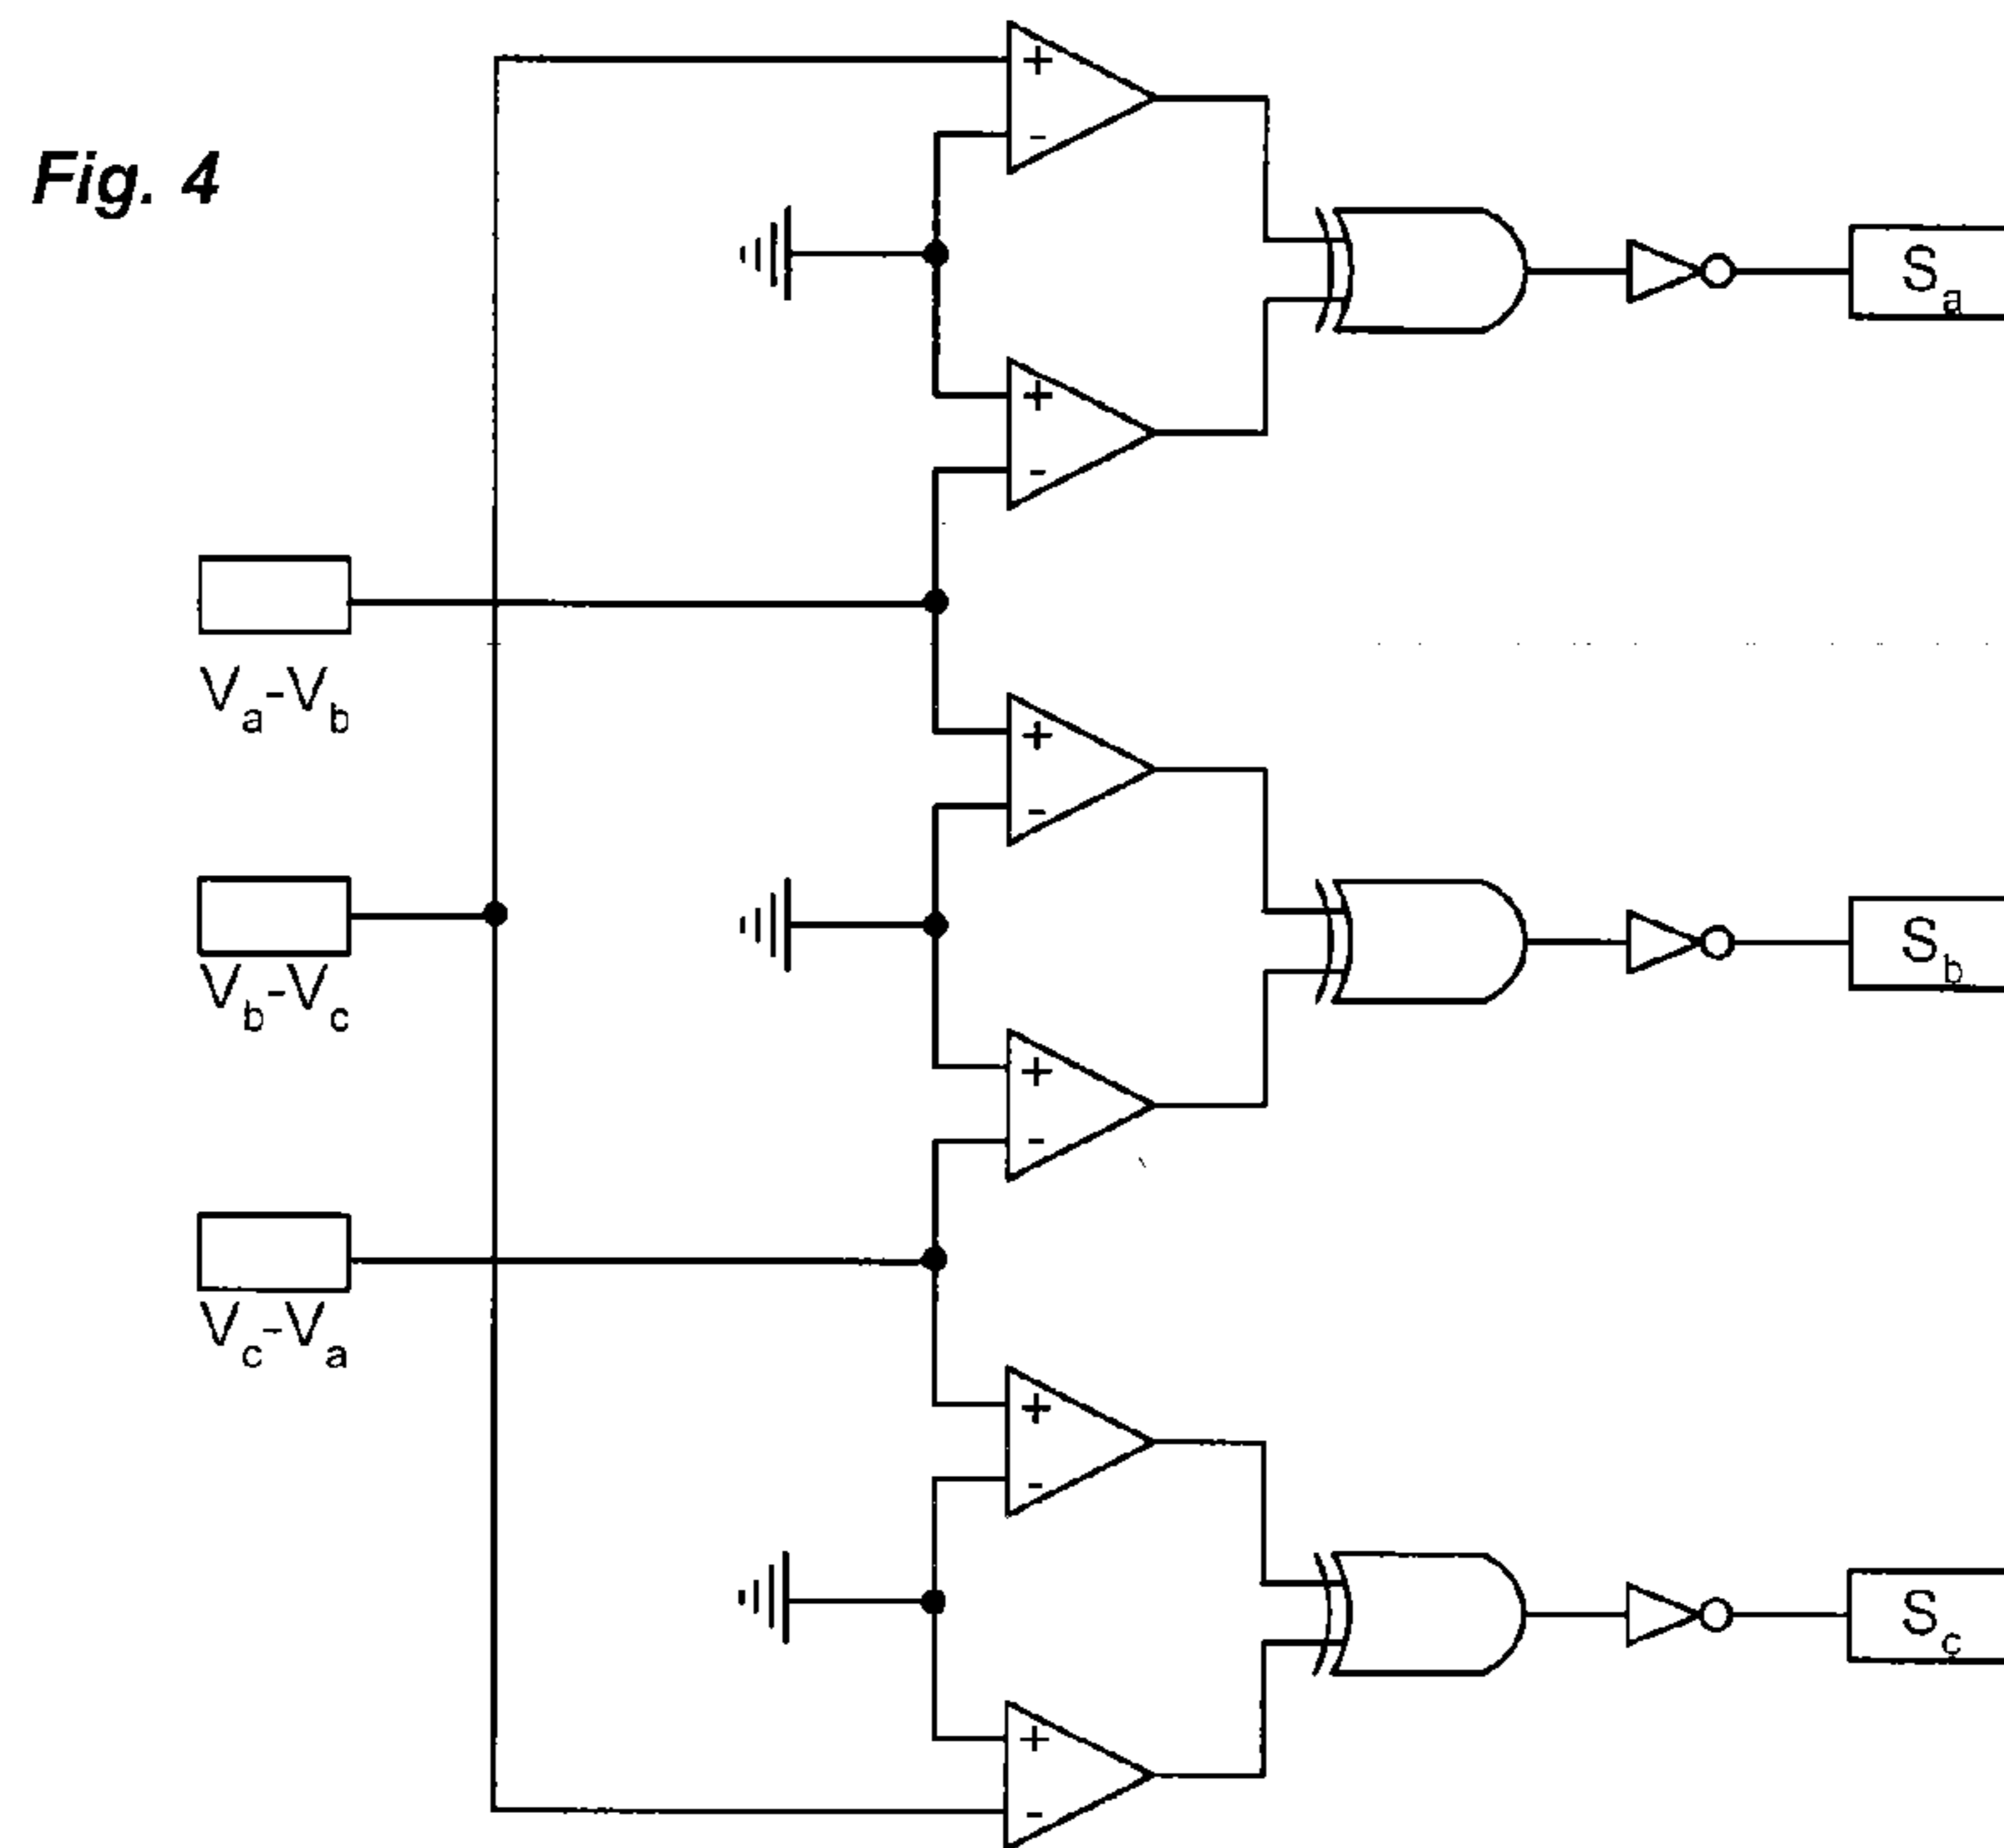 +
-
Fig. 4
Sa
+
-
Va-Vb
+
-
Vb-Vc
Sb
+
-
Vc-Va
+
-
Sc
+
-